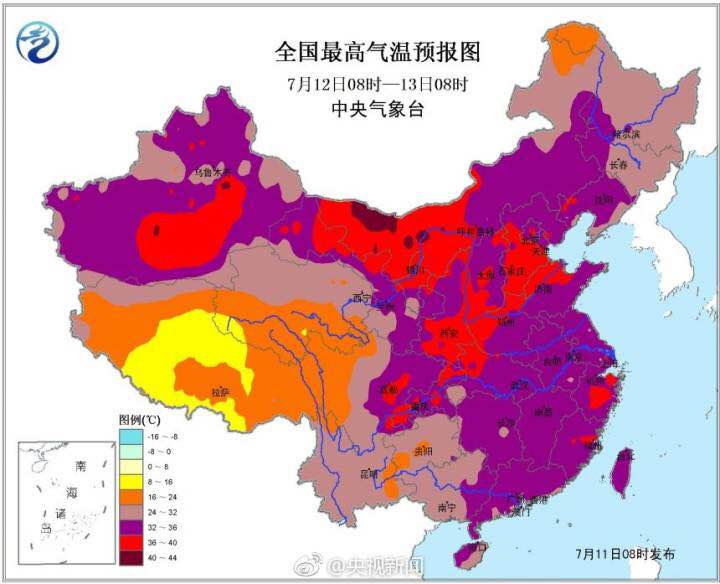 全国最高气温预报图
7月12日08时—13日08时
中央气象台
哈尔滨
长春
乌鲁木齐
沈阳
呼和浩特
北京
天津
银川
太原
石家庄
济南
西宁
兰州
西安
郑州
合肥
南京
上海
拉萨
成都
重庆
武汉
杭州
长沙
南昌
贵阳
福州
台北
昆明
广州
香港
澳门
南宁
海口
图例(℃)
-16 ~ -8
-8 ~ 0
0 ~ 8
8 ~ 16
16 ~ 24
24 ~ 32
32 ~ 36
36 ~ 40
40 ~ 44
南
海
诸
岛
@央视新闻
7月11日08时发布